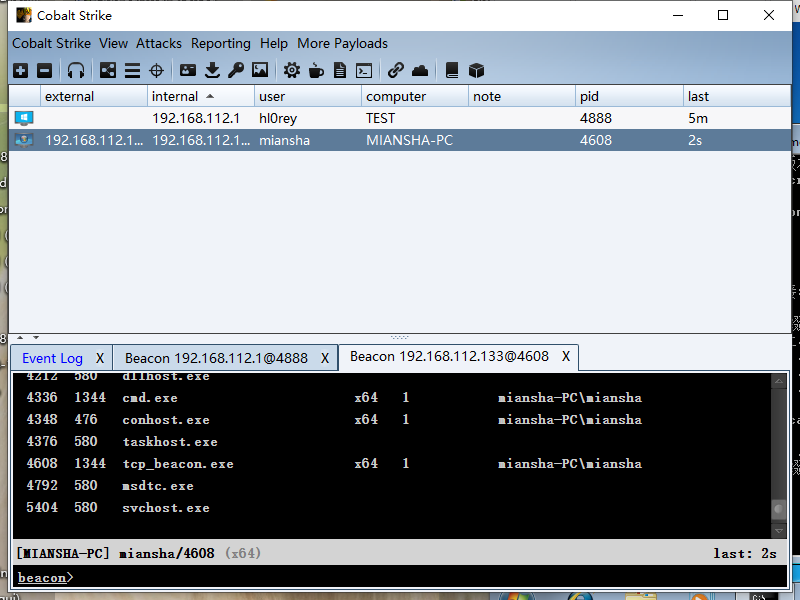 Cobalt Strike
Cobalt Strike View Attacks Reporting Help More Payloads
external internal user computer note pid last
192.168.112.1 hl0rey TEST 4888 5m
192.168.112.1... 192.168.112.1... miansha MIANSHA-PC 4608 2s
Event Log X Beacon 192.168.112.1@4888 X Beacon 192.168.112.133@4608 X
4212 580 dllhost.exe
4336 1344 cmd.exe x64 1 miansha-PC\miansha
4348 476 conhost.exe x64 1 miansha-PC\miansha
4376 580 taskhost.exe
4608 1344 tcp_beacon.exe x64 1 miansha-PC\miansha
4792 580 msdtc.exe
5404 580 svchost.exe
[MIANSHA-PC] miansha/4608 (x64) last: 2s
beacon>